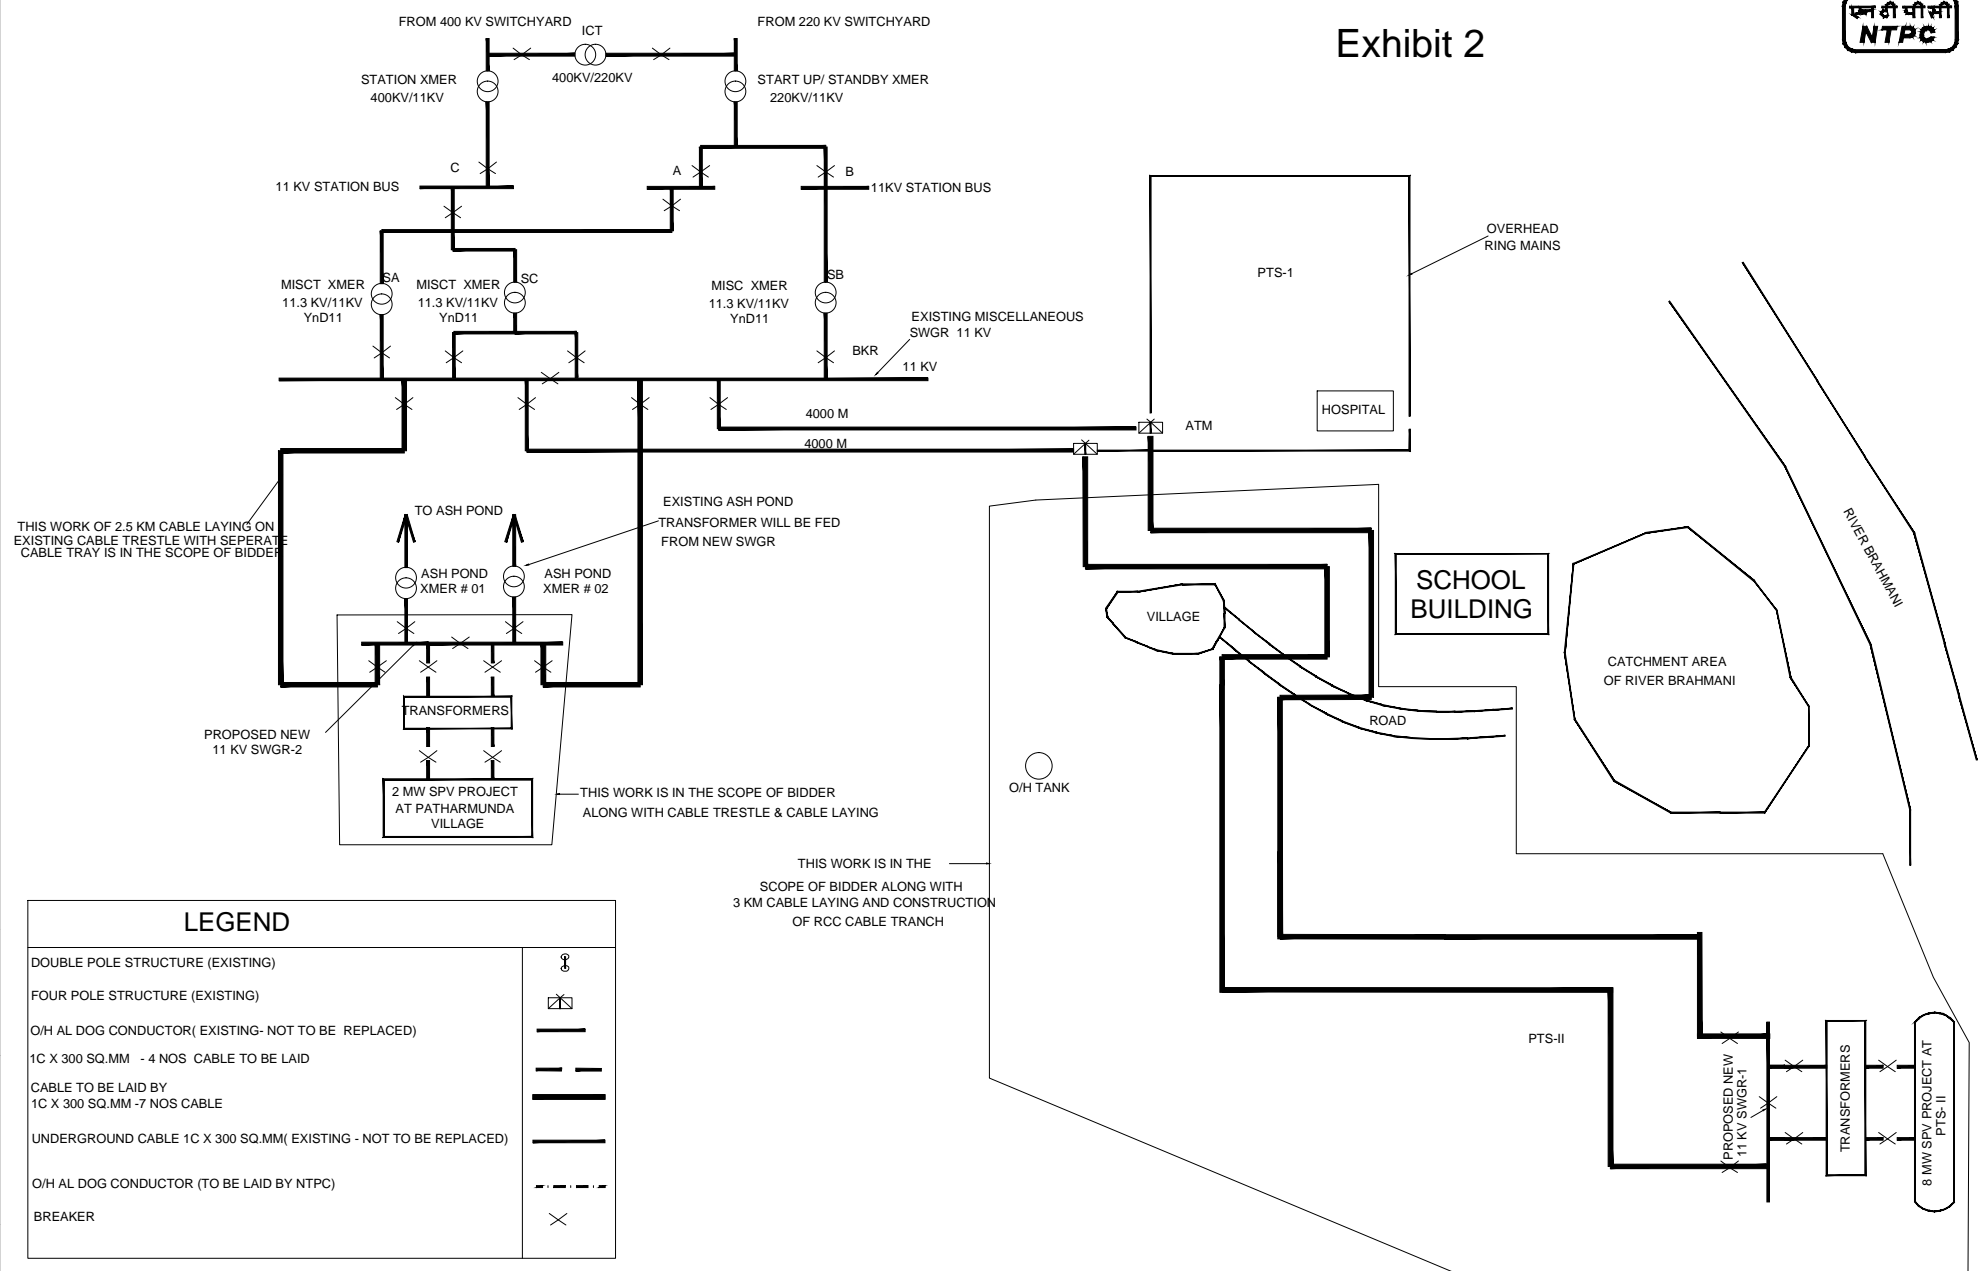 Exhibit 2
एनटीपीसी
NTPC
FROM 400 KV SWITCHYARD
FROM 220 KV SWITCHYARD
ICT
400KV/220KV
STATION XMER
400KV/11KV
START UP/ STANDBY XMER
220KV/11KV
C
A
B
11 KV STATION BUS
11KV STATION BUS
SA
SC
SB
MISCT XMER
11.3 KV/11KV
YnD11
MISCT XMER
11.3 KV/11KV
YnD11
MISC XMER
11.3 KV/11KV
YnD11
EXISTING MISCELLANEOUS
SWGR 11 KV
BKR
11 KV
4000 M
4000 M
PTS-1
OVERHEAD
RING MAINS
HOSPITAL
ATM
THIS WORK OF 2.5 KM CABLE LAYING ON
EXISTING CABLE TRESTLE WITH SEPERATE
CABLE TRAY IS IN THE SCOPE OF BIDDER
TO ASH POND
EXISTING ASH POND
TRANSFORMER WILL BE FED
FROM NEW SWGR
ASH POND
XMER # 01
ASH POND
XMER # 02
TRANSFORMERS
PROPOSED NEW
11 KV SWGR-2
2 MW SPV PROJECT
AT PATHARMUNDA
VILLAGE
THIS WORK IS IN THE SCOPE OF BIDDER
ALONG WITH CABLE TRESTLE & CABLE LAYING
SCHOOL
BUILDING
VILLAGE
ROAD
CATCHMENT AREA
OF RIVER BRAHMANI
RIVER BRAHMANI
O/H TANK
THIS WORK IS IN THE
SCOPE OF BIDDER ALONG WITH
3 KM CABLE LAYING AND CONSTRUCTION
OF RCC CABLE TRANCH
PTS-II
PROPOSED NEW
11 KV SWGR-1
TRANSFORMERS
8 MW SPV PROJECT AT
PTS- II
LEGEND
DOUBLE POLE STRUCTURE (EXISTING)
FOUR POLE STRUCTURE (EXISTING)
O/H AL DOG CONDUCTOR( EXISTING- NOT TO BE REPLACED)
1C X 300 SQ.MM - 4 NOS CABLE TO BE LAID
CABLE TO BE LAID BY
1C X 300 SQ.MM -7 NOS CABLE
UNDERGROUND CABLE 1C X 300 SQ.MM( EXISTING - NOT TO BE REPLACED)
O/H AL DOG CONDUCTOR (TO BE LAID BY NTPC)
BREAKER